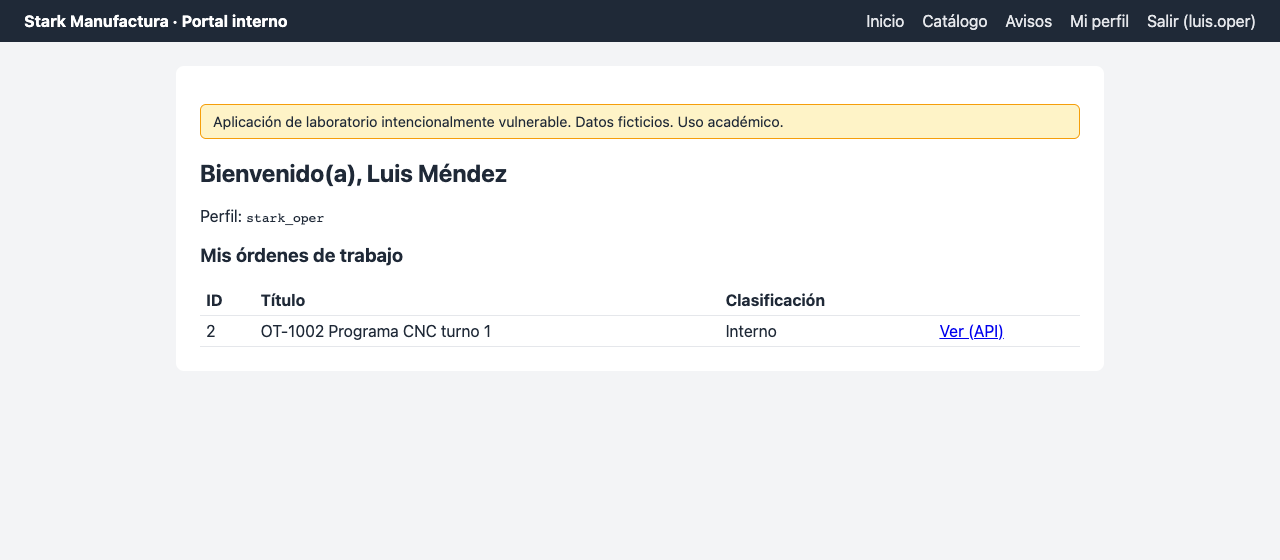 Stark Manufactura · Portal interno
Inicio Catálogo Avisos Mi perfil Salir (luis.oper)
Aplicación de laboratorio intencionalmente vulnerable. Datos ficticios. Uso académico.
Bienvenido(a), Luis Méndez
Perfil: stark_oper
Mis órdenes de trabajo
ID Título Clasificación
2 OT-1002 Programa CNC turno 1 Interno Ver (API)